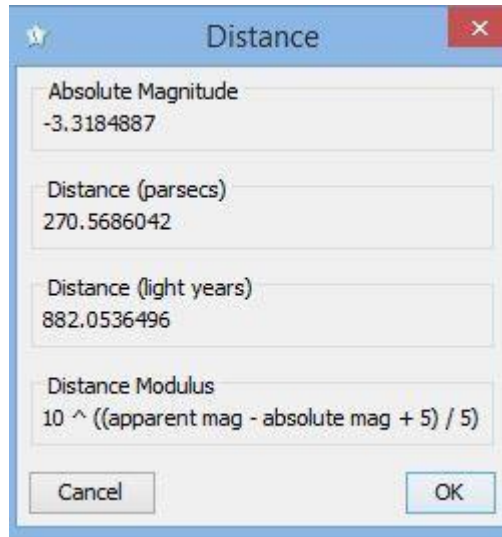 Distance
Absolute Magnitude
-3.3184887
Distance (parsecs)
270.5686042
Distance (light years)
882.0536496
Distance Modulus
10 ^ ((apparent mag - absolute mag + 5) / 5)
Cancel
OK